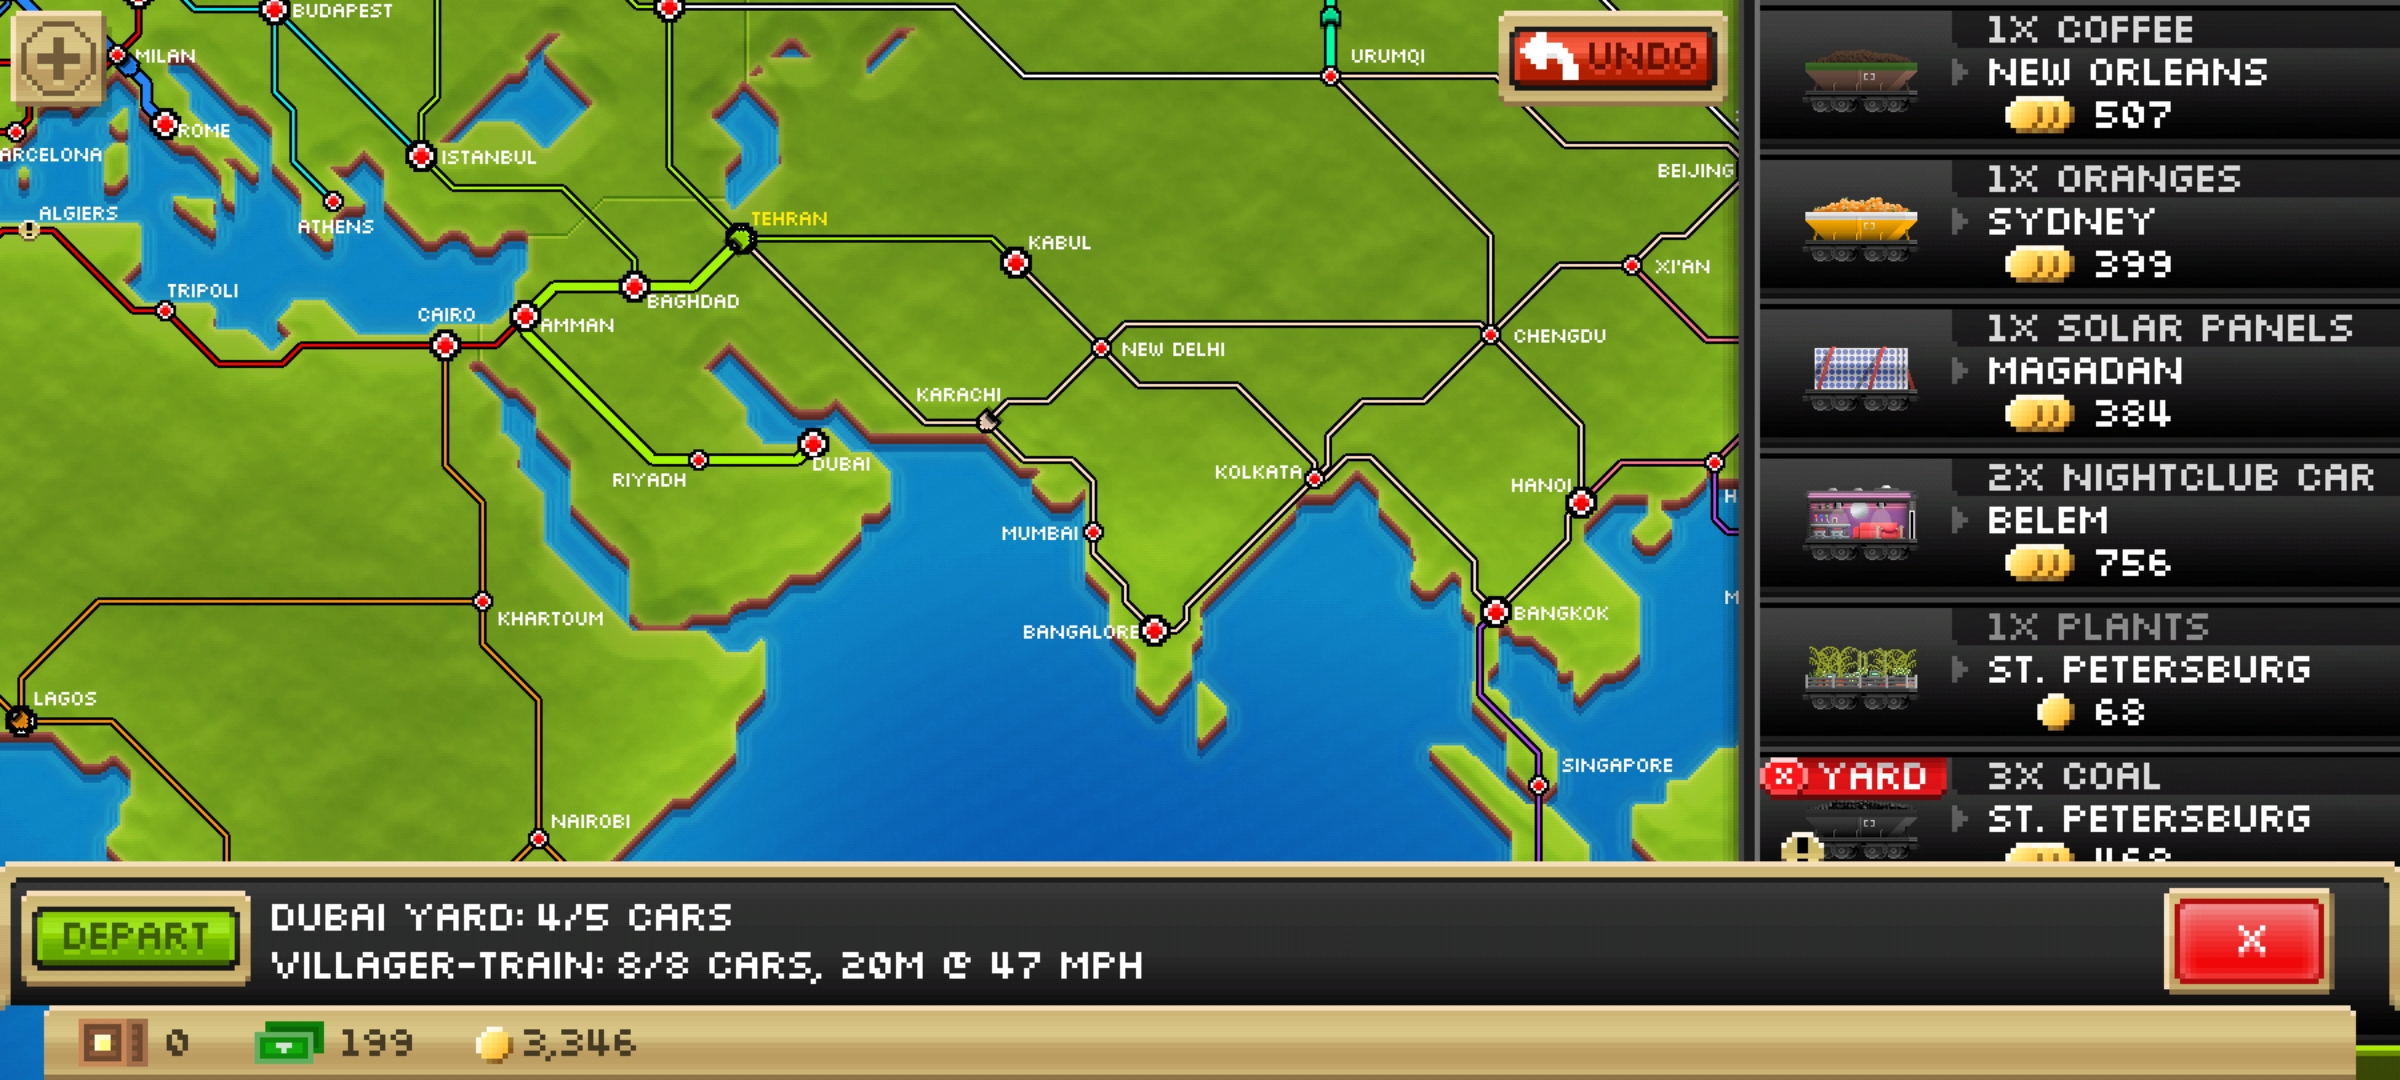 BUDAPEST
MILAN
ROME
ARCELONA
ISTANBUL
ATHENS
ALGIERS
TRIPOLI
CAIRO
AMMAN
BAGHDAD
TEHRAN
KABUL
URUMQI
UNDO
BEIJING
XI'AN
CHENGDU
NEW DELHI
KARACHI
KOLKATA
HANOI
RIYADH
DUBAI
MUMBAI
BANGALORE
BANGKOK
KHARTOUM
LAGOS
SINGAPORE
NAIROBI
H
M
1X COFFEE
NEW ORLEANS
507
1X ORANGES
SYDNEY
399
1X SOLAR PANELS
MAGADAN
384
2X NIGHTCLUB CAR
BELEM
756
1X PLANTS
ST. PETERSBURG
68
YARD 3X COAL
ST. PETERSBURG
DEPART
DUBAI YARD: 4/5 CARS
VILLAGER-TRAIN: 8/8 CARS, 20M @ 47 MPH
X
0 199 3,346